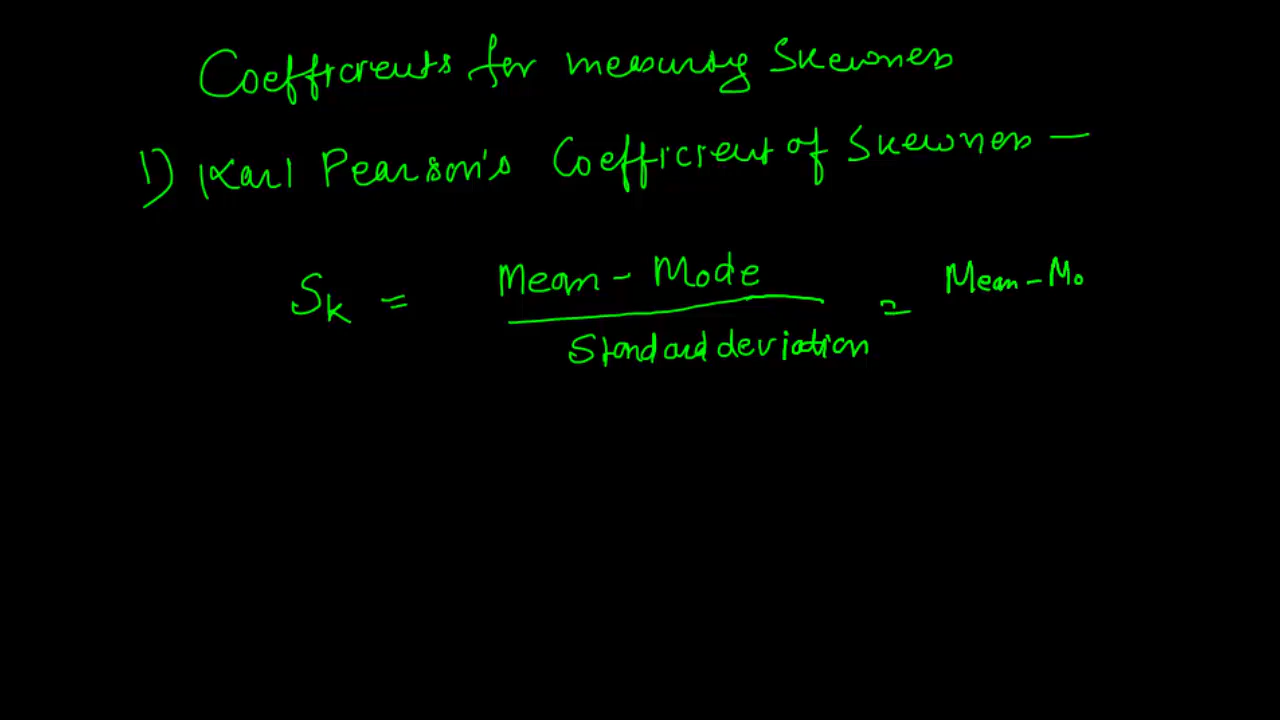 Coefficients for measuring Skewness
1) Karl Pearson's Coefficient of Skewness —
Sk = Mean - Mode / Standard deviation = Mean - Mo